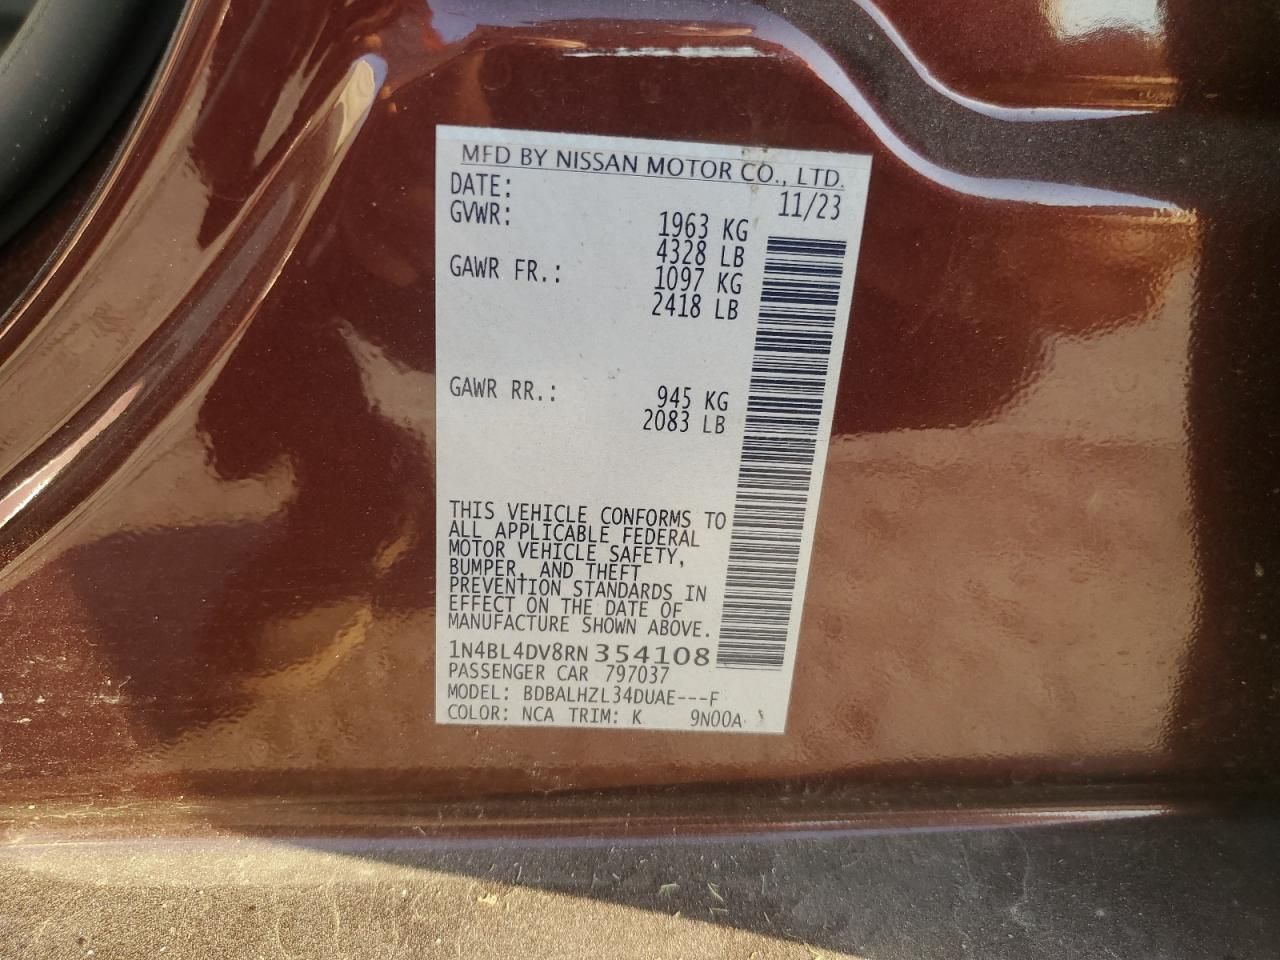 MFD BY NISSAN MOTOR CO., LTD.
DATE: 11/23
GVWR: 1963 KG
4328 LB
GAWR FR.: 1097 KG
2418 LB
GAWR RR.: 945 KG
2083 LB
THIS VEHICLE CONFORMS TO
ALL APPLICABLE FEDERAL
MOTOR VEHICLE SAFETY,
BUMPER, AND THEFT
PREVENTION STANDARDS IN
EFFECT ON THE DATE OF
MANUFACTURE SHOWN ABOVE.
1N4BL4DV8RN 354108
PASSENGER CAR 797037
MODEL: BDBALHZL34DUAE---F
COLOR: NCA TRIM: K 9N00A